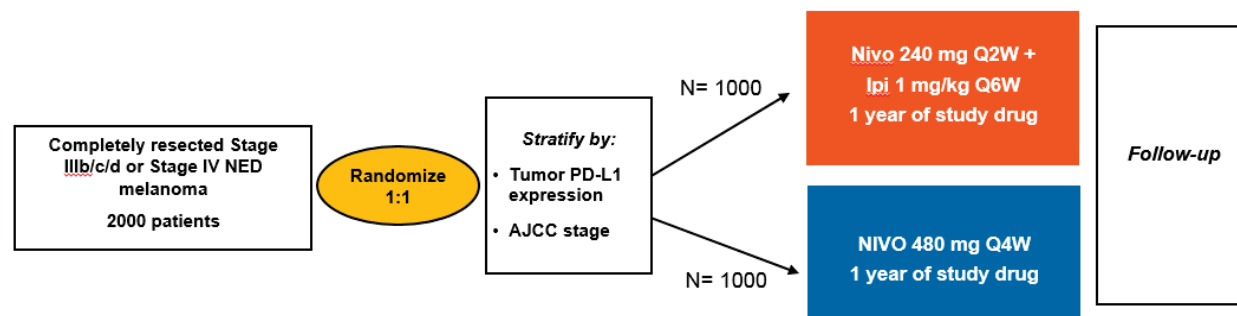 Completely resected Stage
IIIb/c/d or Stage IV NED
melanoma
2000 patients
Randomize
1:1
Stratify by:
• Tumor PD-L1
expression
• AJCC stage
N= 1000
N= 1000
Nivo 240 mg Q2W +
Ipi 1 mg/kg Q6W
1 year of study drug
NIVO 480 mg Q4W
1 year of study drug
Follow-up